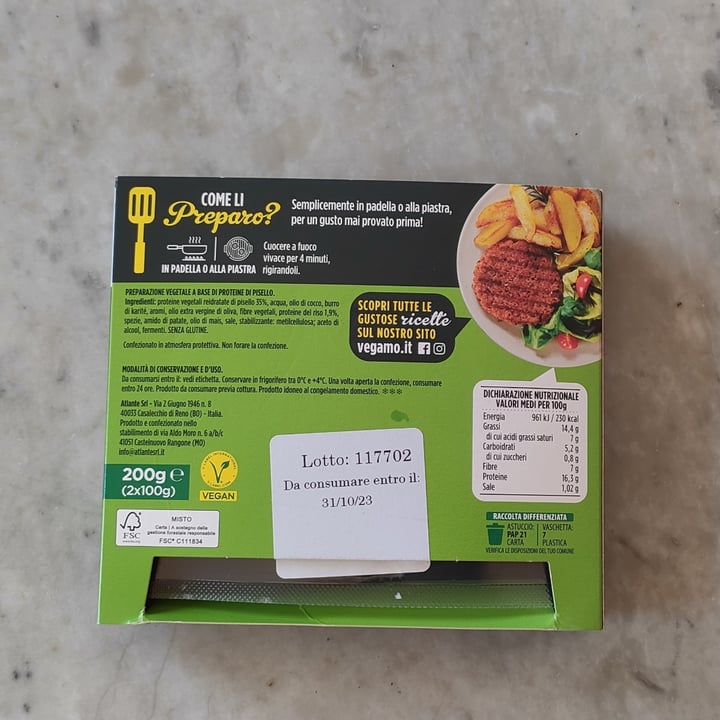 COME LI
Preparo?
Semplicemente in padella o alla piastra,
per un gusto mai provato prima!
IN PADELLA O ALLA PIASTRA
Cuocere a fuoco
vivace per 4 minuti,
rigirandoli.
PREPARAZIONE VEGETALE A BASE DI PROTEINE DI PISELLO.
Ingredienti: proteine vegetali reidratate di pisello 35%, acqua, olio di cocco, burro
di karité, aromi, olio extra vergine di oliva, fibre vegetali, proteine del riso 1,9%,
spezie, amido di patate, olio di mais, sale, stabilizzante: metilcellulosa; aceto di
alcool, fermenti. SENZA GLUTINE.
Confezionato in atmosfera protettiva. Non forare la confezione.
SCOPRI TUTTE LE
GUSTOSE ricette
SUL NOSTRO SITO
vegamo.it
MODALITÀ DI CONSERVAZIONE E D'USO.
Da consumarsi entro il: vedi etichetta. Conservare in frigorifero tra 0°C e +4°C. Una volta aperta la confezione, consumare
entro 24 ore. Prodotto da consumare previa cottura. Prodotto idoneo al congelamento domestico. ***
Atlante Srl - Via 2 Giugno 1946 n. 8
40033 Casalecchio di Reno (BO) - Italia.
Prodotto e confezionato nello
stabilimento di via Aldo Moro n. 6 a/b/c
41051 Castelnuovo Rangone (MO)
info@atlantesrl.it
200g e
(2x100g)
V
VEGAN
FSC
MISTO
Carta | A sostegno della
gestione forestale responsabile
FSC® C111834
Lotto: 117702
Da consumare entro il:
31/10/23
DICHIARAZIONE NUTRIZIONALE
VALORI MEDI PER 100g
Energia 961 kJ / 230 kcal
Grassi 14,4 g
di cui acidi grassi saturi 7 g
Carboidrati 5,2 g
di cui zuccheri 0,8 g
Fibre 7 g
Proteine 16,3 g
Sale 1,02 g
RACCOLTA DIFFERENZIATA
ASTUCCIO: VASCHETTA:
PAP 21 7
CARTA PLASTICA
VERIFICA LE DISPOSIZIONI DEL TUO COMUNE